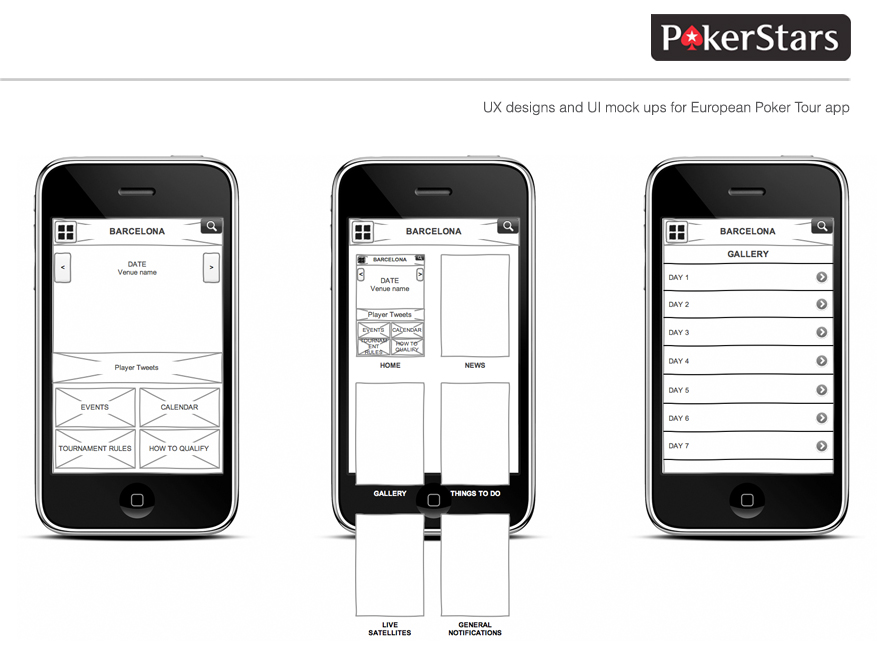 PokerStars
UX designs and UI mock ups for European Poker Tour app
BARCELONA
<
DATE
Venue name
>
Player Tweets
EVENTS
CALENDAR
TOURNAMENT RULES
HOW TO QUALIFY
BARCELONA
BARCELONA
<
DATE
Venue name
>
Player Tweets
EVENTS
CALENDAR
TOURNAM
ENT
RULES
HOW TO
QUALIFY
HOME
NEWS
GALLERY
THINGS TO DO
LIVE
SATELLITES
GENERAL
NOTIFICATIONS
BARCELONA
GALLERY
DAY 1
DAY 2
DAY 3
DAY 4
DAY 5
DAY 6
DAY 7